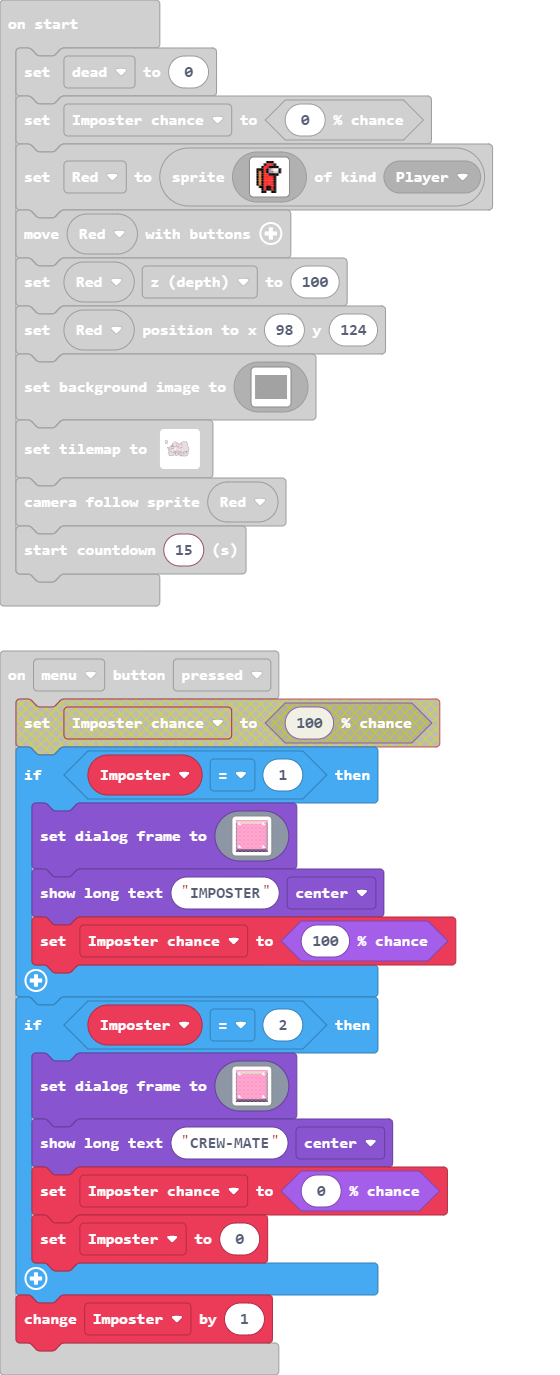 on start
set dead to 0
set Imposter chance to 0 % chance
set Red to sprite of kind Player
move Red with buttons
set Red z (depth) to 100
set Red position to x 98 y 124
set background image to
set tilemap to
camera follow sprite Red
start countdown 15 (s)
on menu button pressed
set Imposter chance to 100 % chance
if Imposter = 1 then
set dialog frame to
show long text "IMPOSTER" center
set Imposter chance to 100 % chance
if Imposter = 2 then
set dialog frame to
show long text "CREW-MATE" center
set Imposter chance to 0 % chance
set Imposter to 0
change Imposter by 1